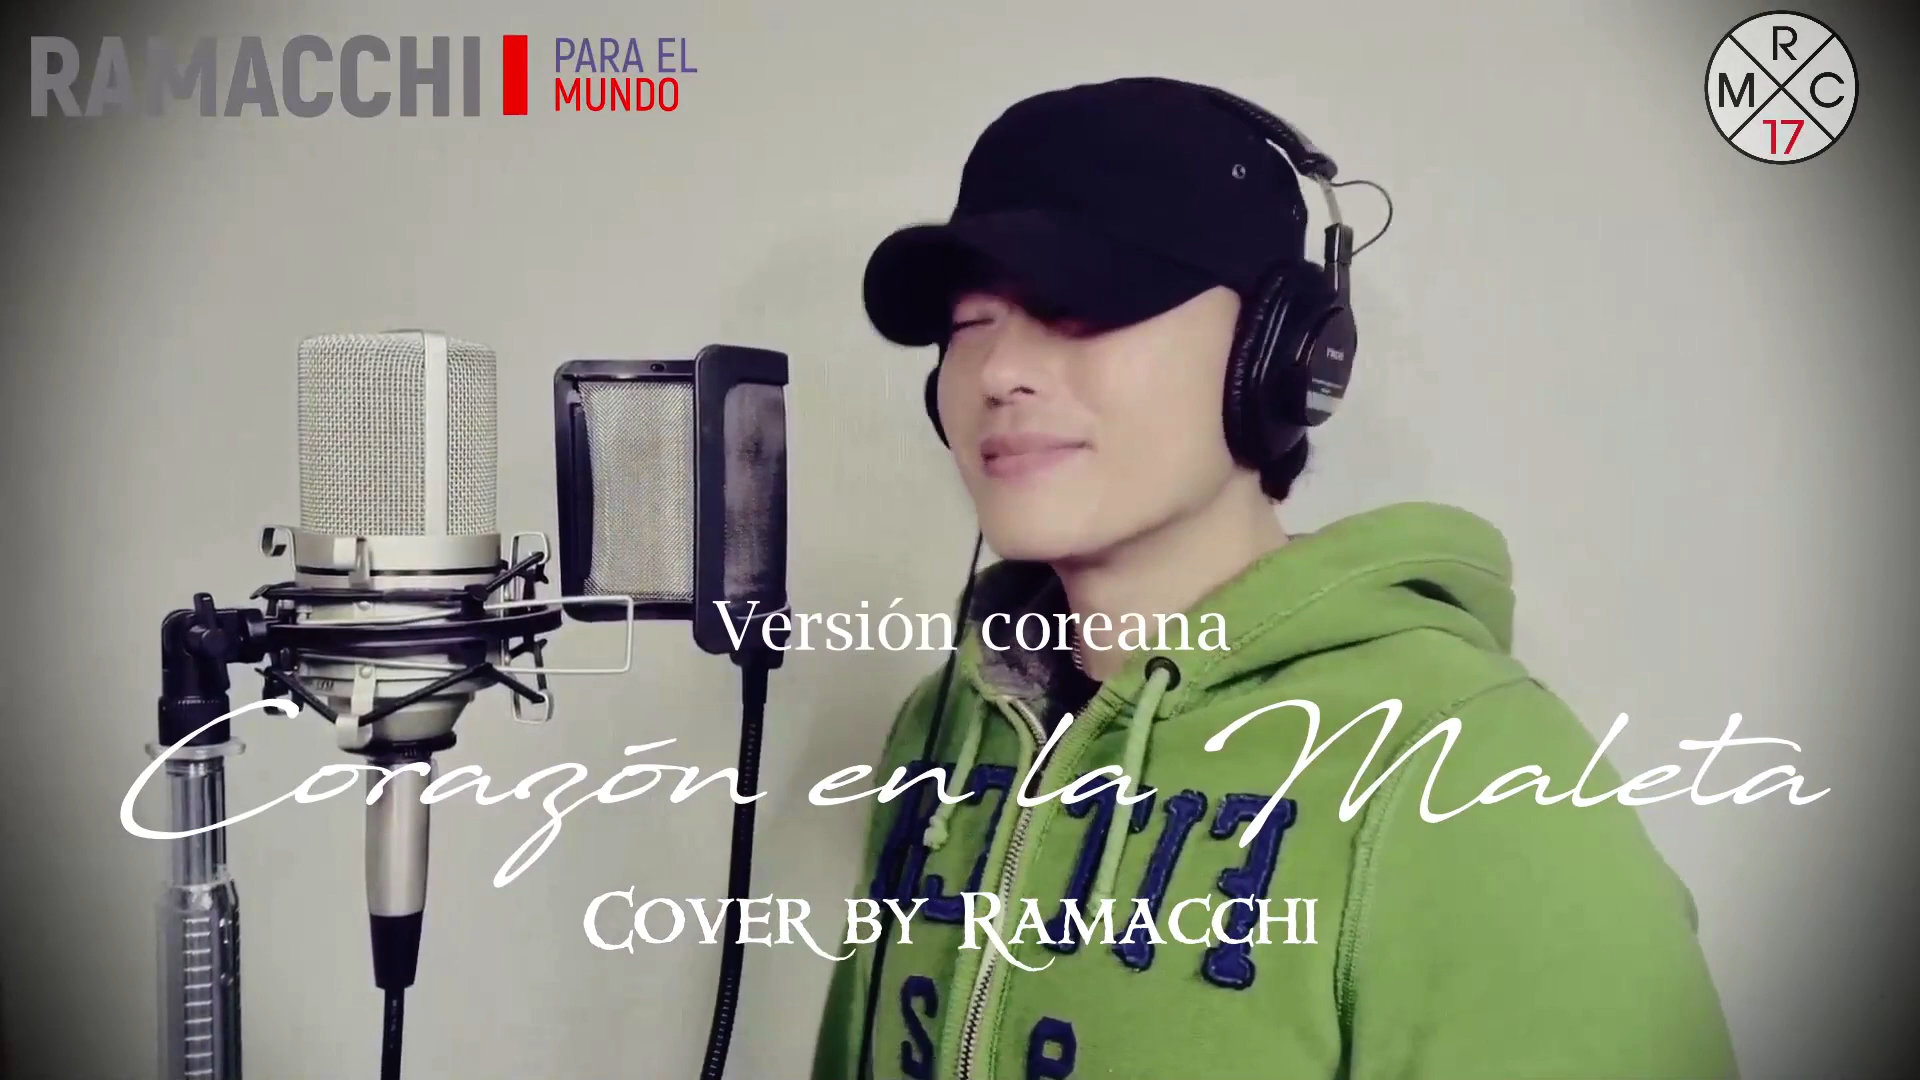 RAMACCHI
PARA EL
MUNDO
R
M C
17
Versión coreana
Corazón en la Maleta
COVER BY RAMACCHI